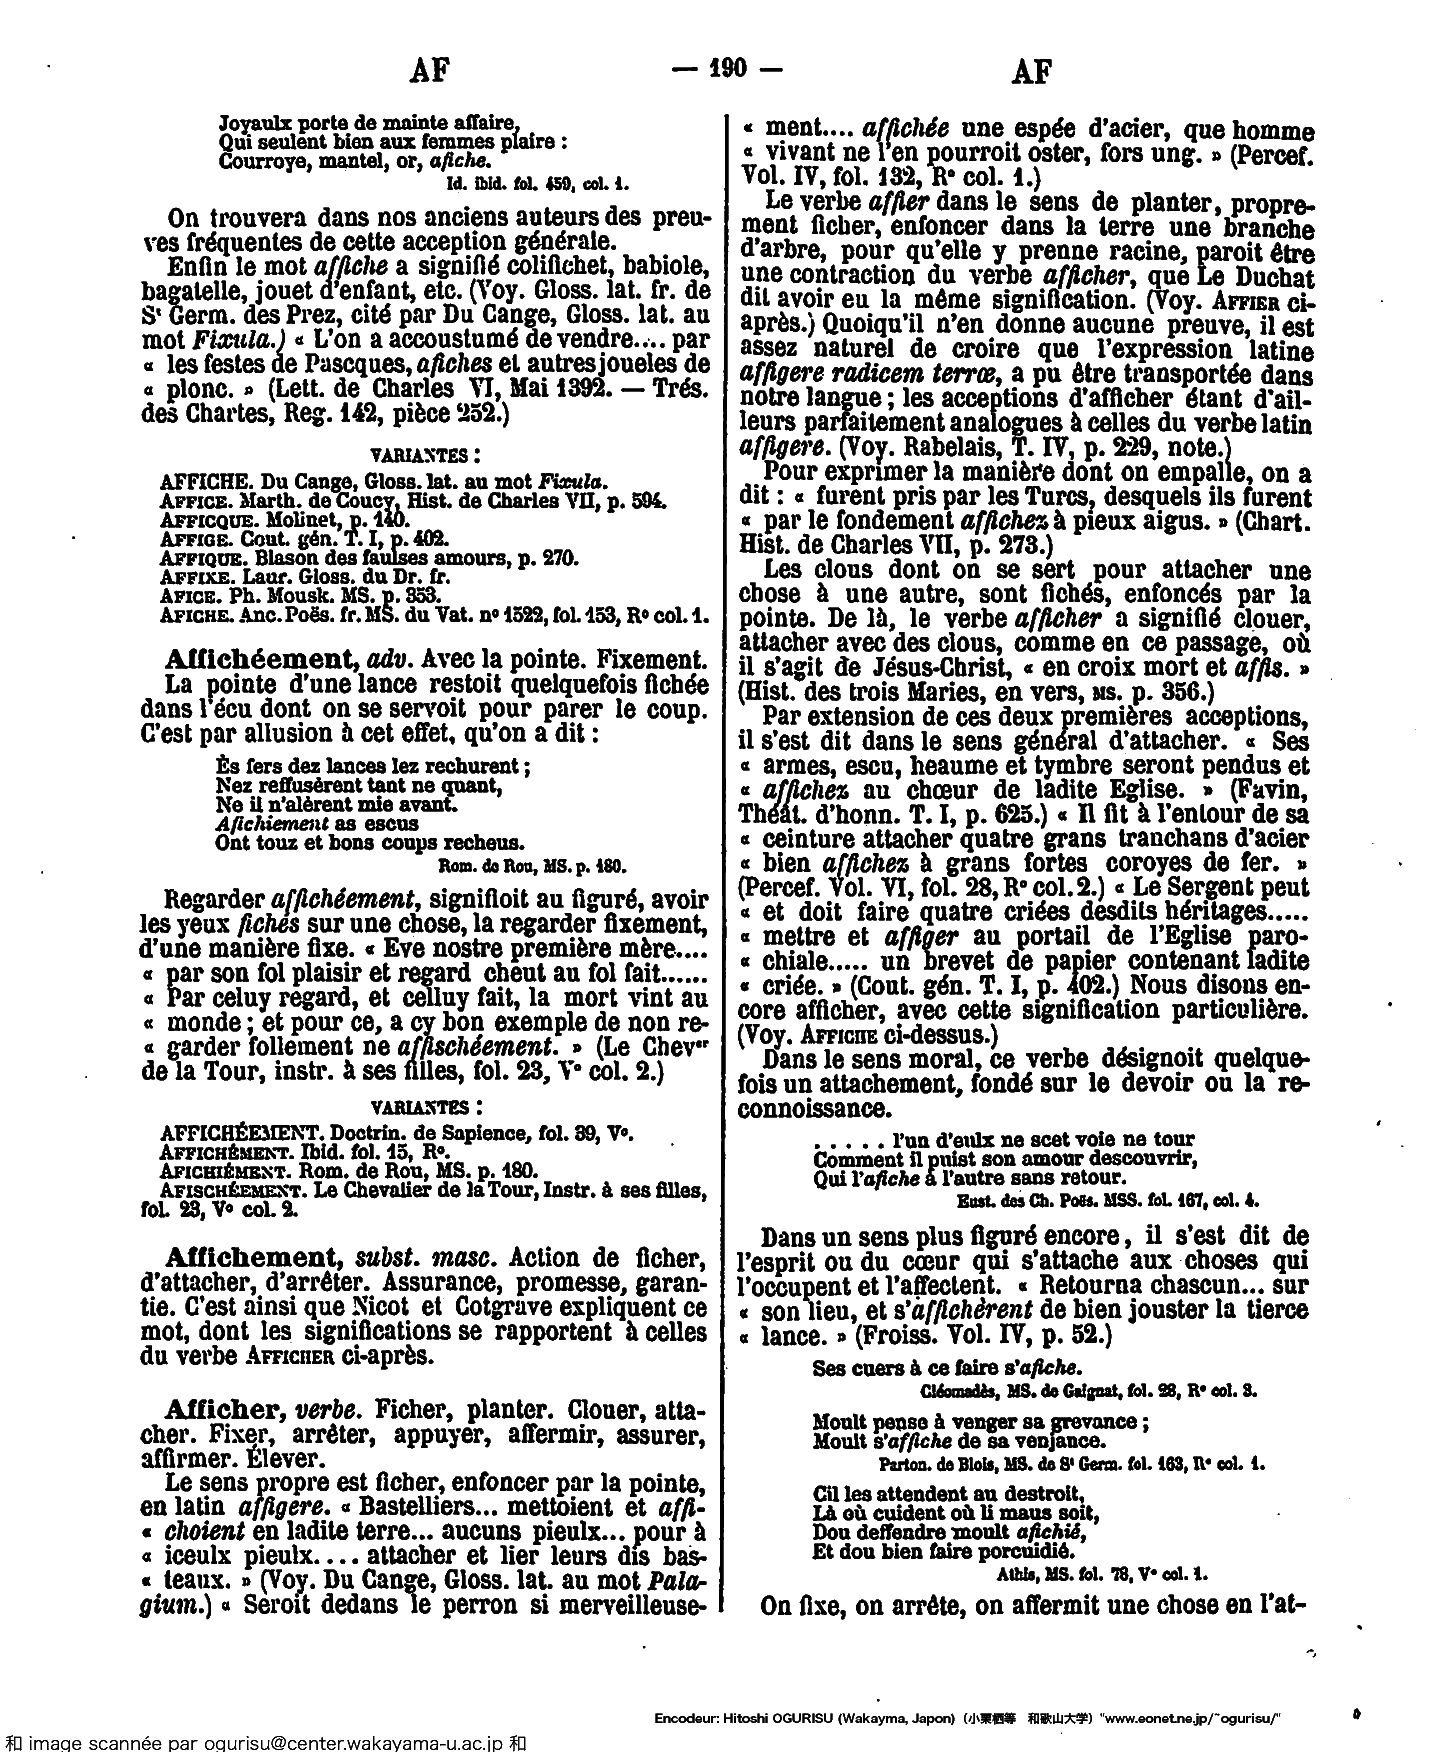 AF — 190 — AF
Joyaulx porte de mainte affaire,
Qui seulent bien aux femmes plaire :
Courroye, mantel, or, afiche.
Id. ibid. fol. 459, col. 1.
On trouvera dans nos anciens auteurs des preu-
ves fréquentes de cette acception générale.
Enfin le mot affiche a signifié colifichet, babiole,
bagatelle, jouet d'enfant, etc. (Voy. Gloss. lat. fr. de
St Germ. des Prez, cité par Du Cange, Gloss. lat. au
mot Fixula.) « L'on a accoustumé de vendre.... par
« les festes de Pascques, afiches et autres joueles de
« plonc. » (Lett. de Charles VI, Mai 1392. — Trés.
des Chartes, Reg. 142, pièce 252.)
VARIANTES :
AFFICHE. Du Cange, Gloss. lat. au mot Fixula.
AFFICE. Marth. de Coucy, Hist. de Charles VII, p. 594.
AFFICQUE. Molinet, p. 140.
AFFIGE. Cout. gén. T. I, p. 402.
AFFIQUE. Blason des faulses amours, p. 270.
AFFIXE. Laur. Gloss. du Dr. fr.
AFICE. Ph. Mousk. MS. p. 353.
AFICHE. Anc. Poës. fr. MS. du Vat. no 1522, fol. 153, Ro col. 1.
Affichéement, adv. Avec la pointe. Fixement.
La pointe d'une lance restoit quelquefois fichée
dans l'écu dont on se servoit pour parer le coup.
C'est par allusion à cet effet, qu'on a dit :
Ès fers dez lances lez rechurent ;
Nez reffusèrent tant ne quant,
Ne il n'alèrent mie avant.
Afichiement as escus
Ont touz et bons coups recheus.
Rom. de Rou, MS. p. 180.
Regarder affichéement, signifioit au figuré, avoir
les yeux fichés sur une chose, la regarder fixement,
d'une manière fixe. « Eve nostre première mère....
« par son fol plaisir et regard cheut au fol fait......
« Par celuy regard, et celluy fait, la mort vint au
« monde ; et pour ce, a cy bon exemple de non re-
« garder follement ne affischéement. » (Le Chever
de la Tour, instr. à ses filles, fol. 23, Vo col. 2.)
VARIANTES :
AFFICHÉEMENT. Doctrin. de Sapience, fol. 39, Vo.
AFFICHÉMENT. Ibid. fol. 15, Ro.
AFICHIÉMENT. Rom. de Rou, MS. p. 180.
AFISCHÉEMENT. Le Chevalier de la Tour, Instr. à ses filles,
fol. 23, Vo col. 2.
Affichement, subst. masc. Action de ficher,
d'attacher, d'arrêter. Assurance, promesse, garan-
tie. C'est ainsi que Nicot et Cotgrave expliquent ce
mot, dont les significations se rapportent à celles
du verbe AFFICHER ci-après.
Afficher, verbe. Ficher, planter. Clouer, atta-
cher. Fixer, arrêter, appuyer, affermir, assurer,
affirmer. Élever.
Le sens propre est ficher, enfoncer par la pointe,
en latin affigere. « Bastelliers... mettoient et affi-
« choient en ladite terre... aucuns pieulx... pour à
« iceulx pieulx.... attacher et lier leurs dis bas-
« teaux. » (Voy. Du Cange, Gloss. lat. au mot Pala-
gium.) « Seroit dedans le perron si merveilleuse-
« ment.... affichée une espée d'acier, que homme
« vivant ne l'en pourroit oster, fors ung. » (Percef.
Vol. IV, fol. 132, Ro col. 1.)
Le verbe affier dans le sens de planter, propre-
ment ficher, enfoncer dans la terre une branche
d'arbre, pour qu'elle y prenne racine, paroit être
une contraction du verbe afficher, que Le Duchat
dit avoir eu la même signification. (Voy. AFFIER ci-
après.) Quoiqu'il n'en donne aucune preuve, il est
assez naturel de croire que l'expression latine
affigere radicem terræ, a pu être transportée dans
notre langue ; les acceptions d'afficher étant d'ail-
leurs parfaitement analogues à celles du verbe latin
affigere. (Voy. Rabelais, T. IV, p. 229, note.)
Pour exprimer la manière dont on empalle, on a
dit : « furent pris par les Turcs, desquels ils furent
« par le fondement affichez à pieux aigus. » (Chart.
Hist. de Charles VII, p. 273.)
Les clous dont on se sert pour attacher une
chose à une autre, sont fichés, enfoncés par la
pointe. De là, le verbe afficher a signifié clouer,
attacher avec des clous, comme en ce passage, où
il s'agit de Jésus-Christ, « en croix mort et affis. »
(Hist. des trois Maries, en vers, MS. p. 356.)
Par extension de ces deux premières acceptions,
il s'est dit dans le sens général d'attacher. « Ses
« armes, escu, heaume et tymbre seront pendus et
« affichez au chœur de ladite Eglise. » (Favin,
Théat. d'honn. T. I, p. 625.) « Il fit à l'entour de sa
« ceinture attacher quatre grans tranchans d'acier
« bien affichez à grans fortes coroyes de fer. »
(Percef. Vol. VI, fol. 28, Ro col. 2.) « Le Sergent peut
« et doit faire quatre criées desdits héritages.....
« mettre et affiger au portail de l'Eglise paro-
« chiale..... un brevet de papier contenant ladite
« criée. » (Cout. gén. T. I, p. 402.) Nous disons en-
core afficher, avec cette signification particulière.
(Voy. AFFICHE ci-dessus.)
Dans le sens moral, ce verbe désignoit quelque-
fois un attachement, fondé sur le devoir ou la re-
connoissance.
. . . . . l'un d'eulx ne scet voie ne tour
Comment il puist son amour descouvrir,
Qui l'afiche à l'autre sans retour.
Eust. des Ch. Poës. MSS. fol. 167, col. 4.
Dans un sens plus figuré encore, il s'est dit de
l'esprit ou du cœur qui s'attache aux choses qui
l'occupent et l'affectent. « Retourna chascun... sur
« son lieu, et s'affichèrent de bien jouster la tierce
« lance. » (Froiss. Vol. IV, p. 52.)
Ses cuers à ce faire s'afiche.
Cléomadès, MS. de Gaignat, fol. 28, Ro col. 3.
Moult pense à venger sa grevance ;
Moult s'affiche de sa venjance.
Parton. de Blois, MS. de St Germ. fol. 163, Ro col. 1.
Cil les attendent au destroit,
Là où cuident où li maus soit,
Dou deffendre moult afichié,
Et dou bien faire porcuidié.
Athis, MS. fol. 78, Vo col. 1.
On fixe, on arrête, on affermit une chose en l'at-
Encodeur: Hitoshi OGURISU (Wakayma, Japon) (小栗栖等 和歌山大学) "www.eonet.ne.jp/~ogurisu/"
和 image scannée par ogurisu@center.wakayama-u.ac.jp 和